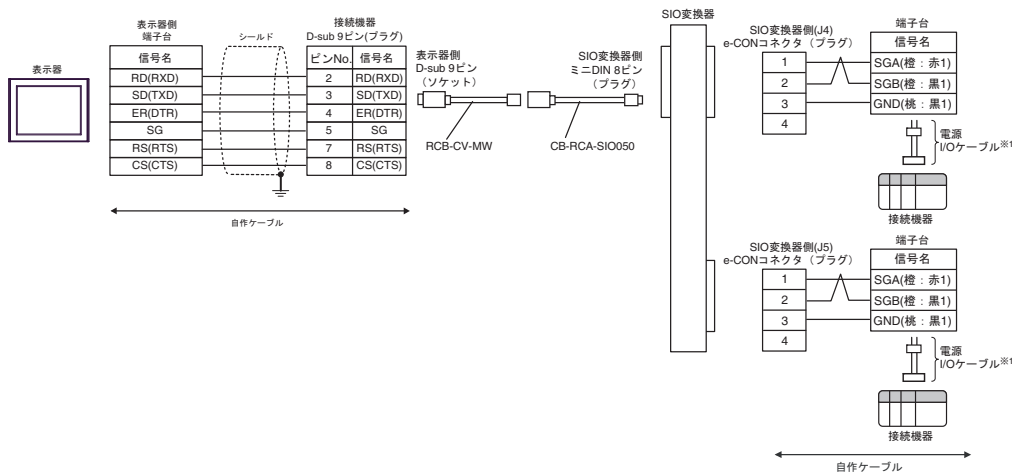 表示器
表示器側
端子台
信号名
RD(RXD)
SD(TXD)
ER(DTR)
SG
RS(RTS)
CS(CTS)
シールド
接続機器
D-sub 9ピン(プラグ)
ピンNo. 信号名
2 RD(RXD)
3 SD(TXD)
4 ER(DTR)
5 SG
7 RS(RTS)
8 CS(CTS)
自作ケーブル
表示器側
D-sub 9ピン
（ソケット）
RCB-CV-MW
SIO変換器側
ミニDIN 8ピン
（プラグ）
CB-RCA-SIO050
SIO変換器
SIO変換器側(J4)
e-CONコネクタ（プラグ）
1
2
3
4
端子台
信号名
SGA(橙：赤1)
SGB(橙：黒1)
GND(桃：黒1)
電源
I/Oケーブル※1
接続機器
SIO変換器側(J5)
e-CONコネクタ（プラグ）
1
2
3
4
端子台
信号名
SGA(橙：赤1)
SGB(橙：黒1)
GND(桃：黒1)
電源
I/Oケーブル※1
接続機器
自作ケーブル